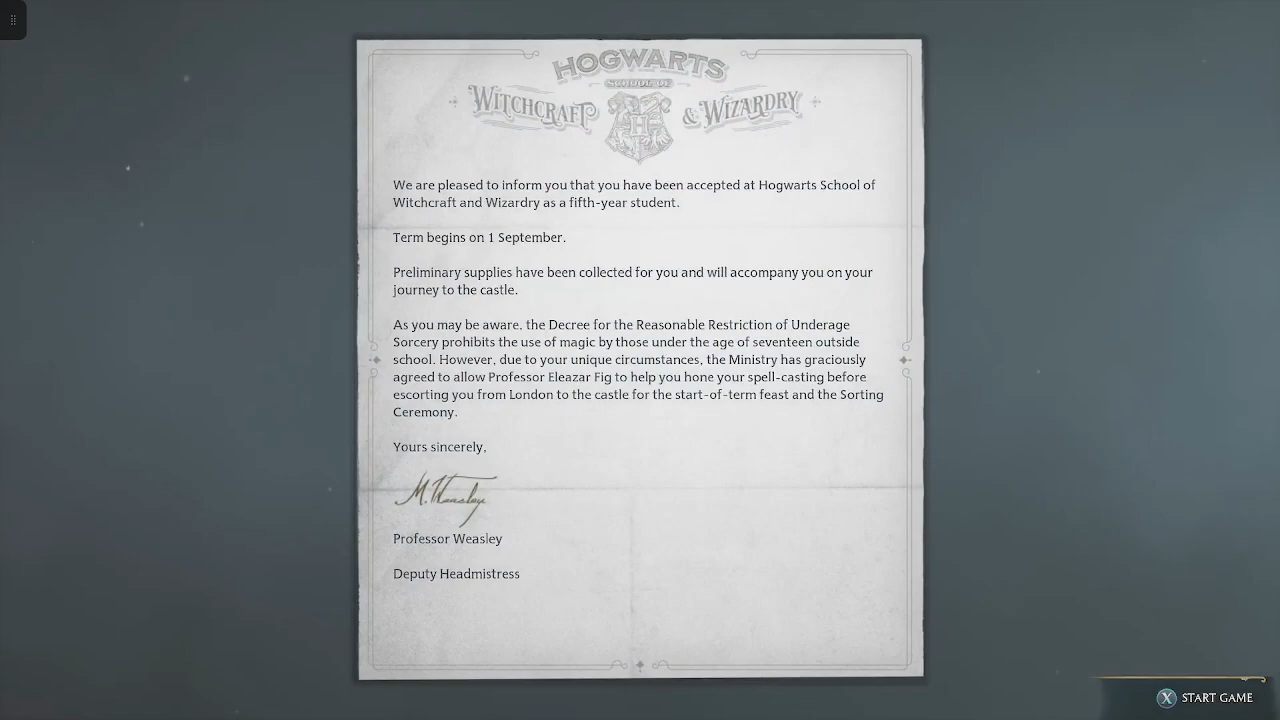 HOGWARTS
SCHOOL OF
WITCHCRAFT & WIZARDRY
H
We are pleased to inform you that you have been accepted at Hogwarts School of
Witchcraft and Wizardry as a fifth-year student.
Term begins on 1 September.
Preliminary supplies have been collected for you and will accompany you on your
journey to the castle.
As you may be aware, the Decree for the Reasonable Restriction of Underage
Sorcery prohibits the use of magic by those under the age of seventeen outside
school. However, due to your unique circumstances, the Ministry has graciously
agreed to allow Professor Eleazar Fig to help you hone your spell-casting before
escorting you from London to the castle for the start-of-term feast and the Sorting
Ceremony.
Yours sincerely,
M. Weasley
Professor Weasley
Deputy Headmistress
X START GAME